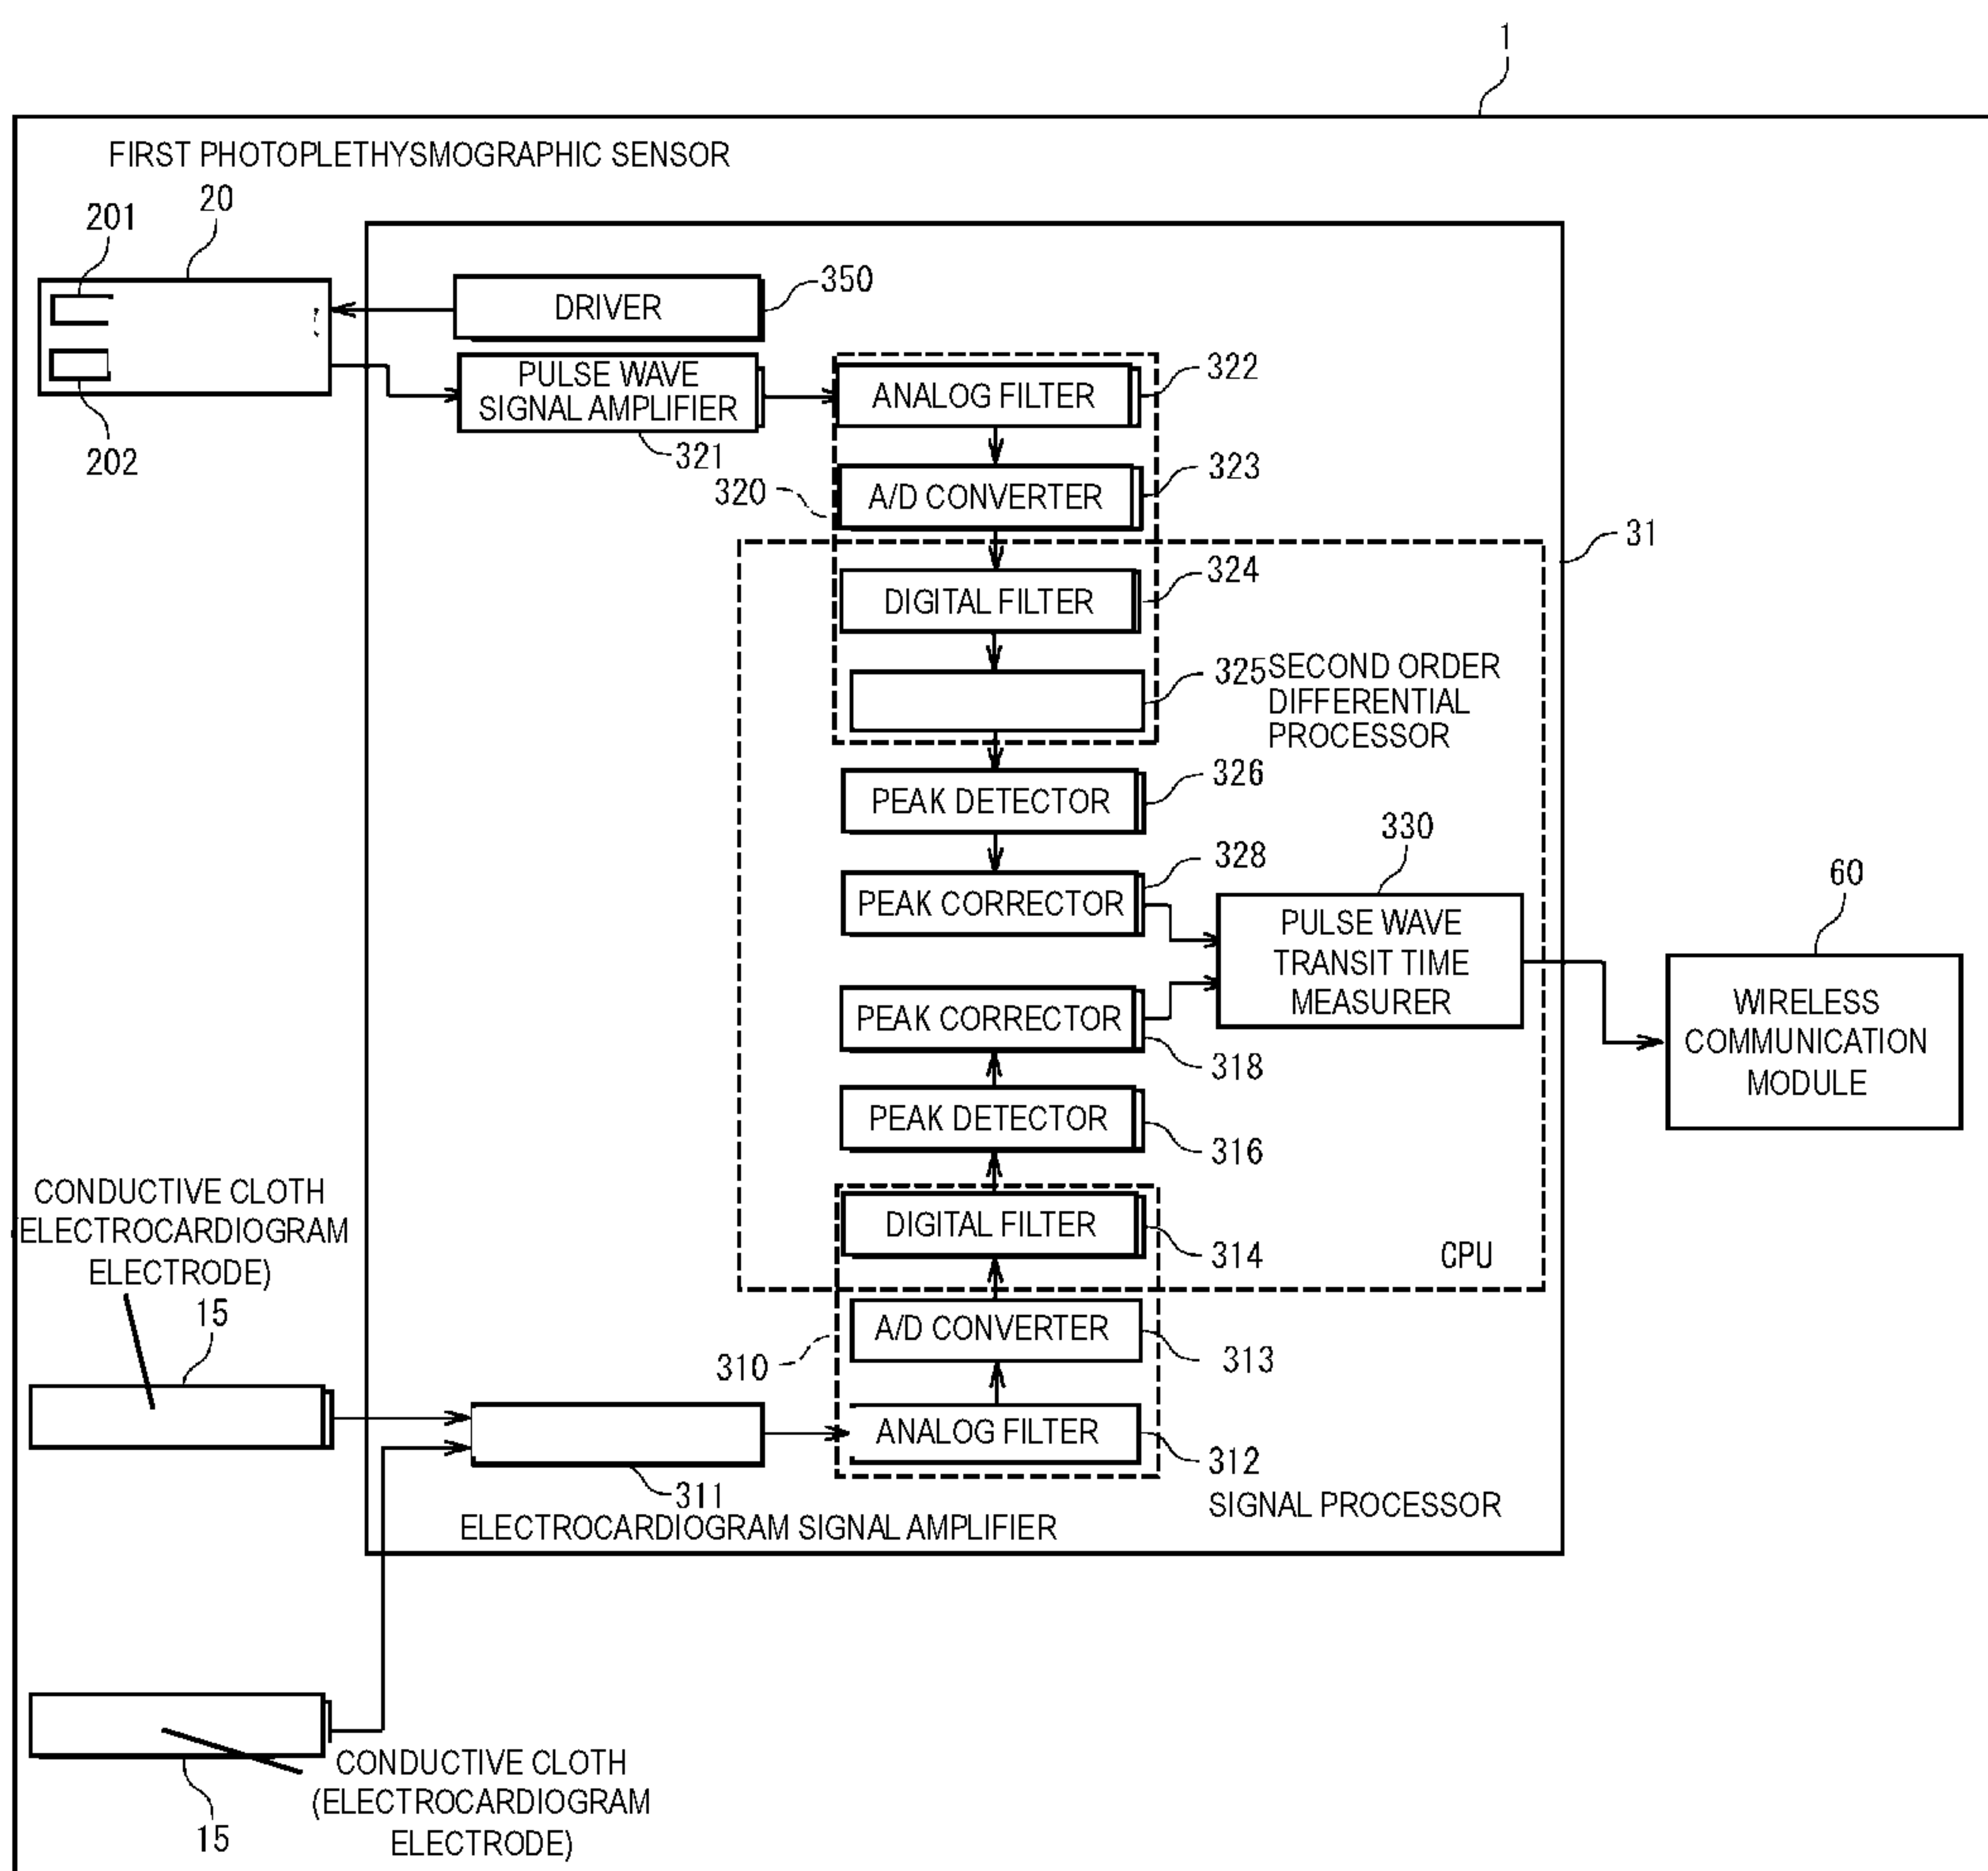 1
FIRST PHOTOPLETHYSMOGRAPHIC SENSOR
20
201
202
DRIVER
350
PULSE WAVE
SIGNAL AMPLIFIER
321
ANALOG FILTER
322
A/D CONVERTER
323
320
31
DIGITAL FILTER
324
325
SECOND ORDER
DIFFERENTIAL
PROCESSOR
PEAK DETECTOR
326
PEAK CORRECTOR
328
330
PULSE WAVE
TRANSIT TIME
MEASURER
60
WIRELESS
COMMUNICATION
MODULE
PEAK CORRECTOR
318
PEAK DETECTOR
316
DIGITAL FILTER
314
CPU
A/D CONVERTER
313
310
ANALOG FILTER
312
SIGNAL PROCESSOR
311
ELECTROCARDIOGRAM SIGNAL AMPLIFIER
CONDUCTIVE CLOTH
(ELECTROCARDIOGRAM
ELECTRODE)
15
CONDUCTIVE CLOTH
(ELECTROCARDIOGRAM
ELECTRODE)
15